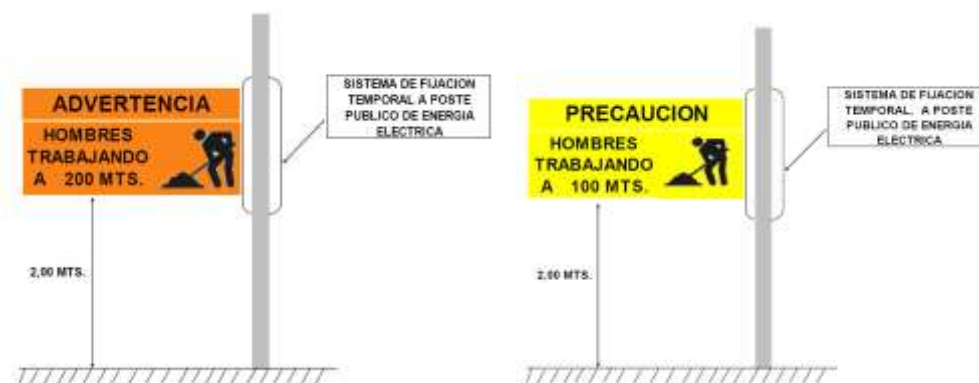 ADVERTENCIA
HOMBRES
TRABAJANDO
A 200 MTS.
SISTEMA DE FIJACION
TEMPORAL A POSTE
PUBLICO DE ENERGIA
ELECTRICA
2,00 MTS.
PRECAUCION
HOMBRES
TRABAJANDO
A 100 MTS.
SISTEMA DE FIJACION
TEMPORAL, A POSTE
PUBLICO DE ENERGIA
ELECTRICA
2,00 MTS.